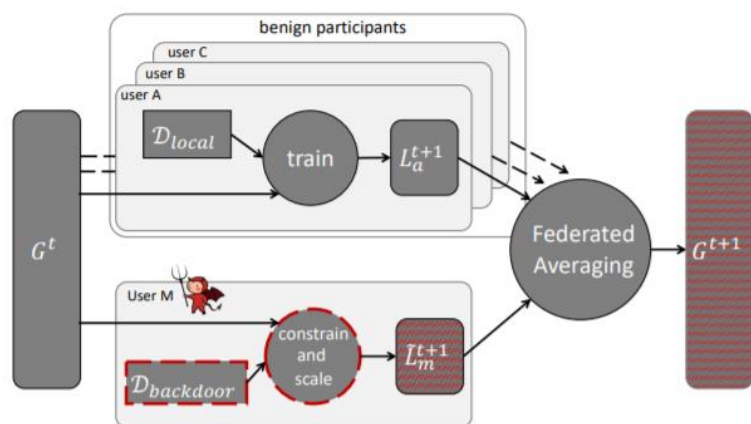 benign participants
user C
user B
user A
𝒟_local
train
L_a^{t+1}
G^t
Federated
Averaging
G^{t+1}
User M
constrain
and
scale
𝒟_backdoor
L̃_m^{t+1}